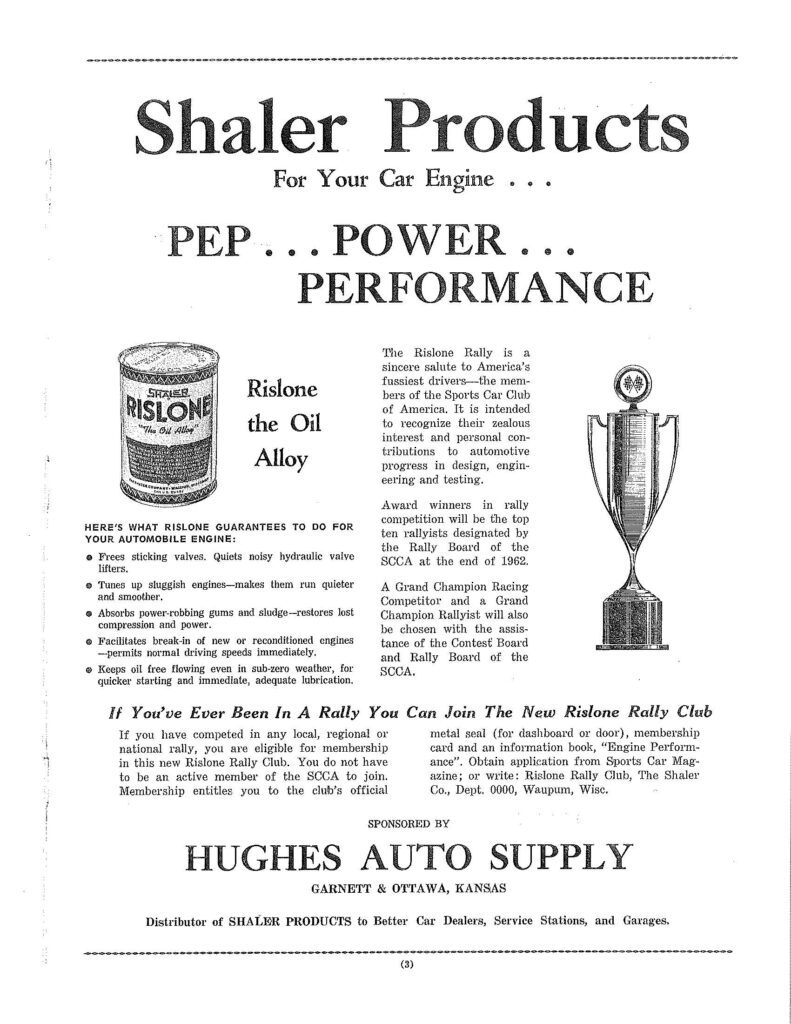 Shaler Products
For Your Car Engine . . .
PEP . . . POWER . . .
PERFORMANCE
SHALER
RISLONE
"The Oil Alloy"
Rislone
the Oil
Alloy
HERE'S WHAT RISLONE GUARANTEES TO DO FOR
YOUR AUTOMOBILE ENGINE:
Frees sticking valves. Quiets noisy hydraulic valve
lifters.
Tunes up sluggish engines—makes them run quieter
and smoother.
Absorbs power-robbing gums and sludge—restores lost
compression and power.
Facilitates break-in of new or reconditioned engines
—permits normal driving speeds immediately.
Keeps oil free flowing even in sub-zero weather, for
quicker starting and immediate, adequate lubrication.
The Rislone Rally is a
sincere salute to America's
fussiest drivers—the mem-
bers of the Sports Car Club
of America. It is intended
to recognize their zealous
interest and personal con-
tributions to automotive
progress in design, engin-
eering and testing.
Award winners in rally
competition will be the top
ten rallyists designated by
the Rally Board of the
SCCA at the end of 1962.
A Grand Champion Racing
Competitor and a Grand
Champion Rallyist will also
be chosen with the assis-
tance of the Contest Board
and Rally Board of the
SCCA.
If You've Ever Been In A Rally You Can Join The New Rislone Rally Club
If you have competed in any local, regional or
national rally, you are eligible for membership
in this new Rislone Rally Club. You do not have
to be an active member of the SCCA to join.
Membership entitles you to the club's official
metal seal (for dashboard or door), membership
card and an information book, "Engine Perform-
ance". Obtain application from Sports Car Mag-
azine; or write: Rislone Rally Club, The Shaler
Co., Dept. 0000, Waupum, Wisc.
SPONSORED BY
HUGHES AUTO SUPPLY
GARNETT & OTTAWA, KANSAS
Distributor of SHALER PRODUCTS to Better Car Dealers, Service Stations, and Garages.
(3)